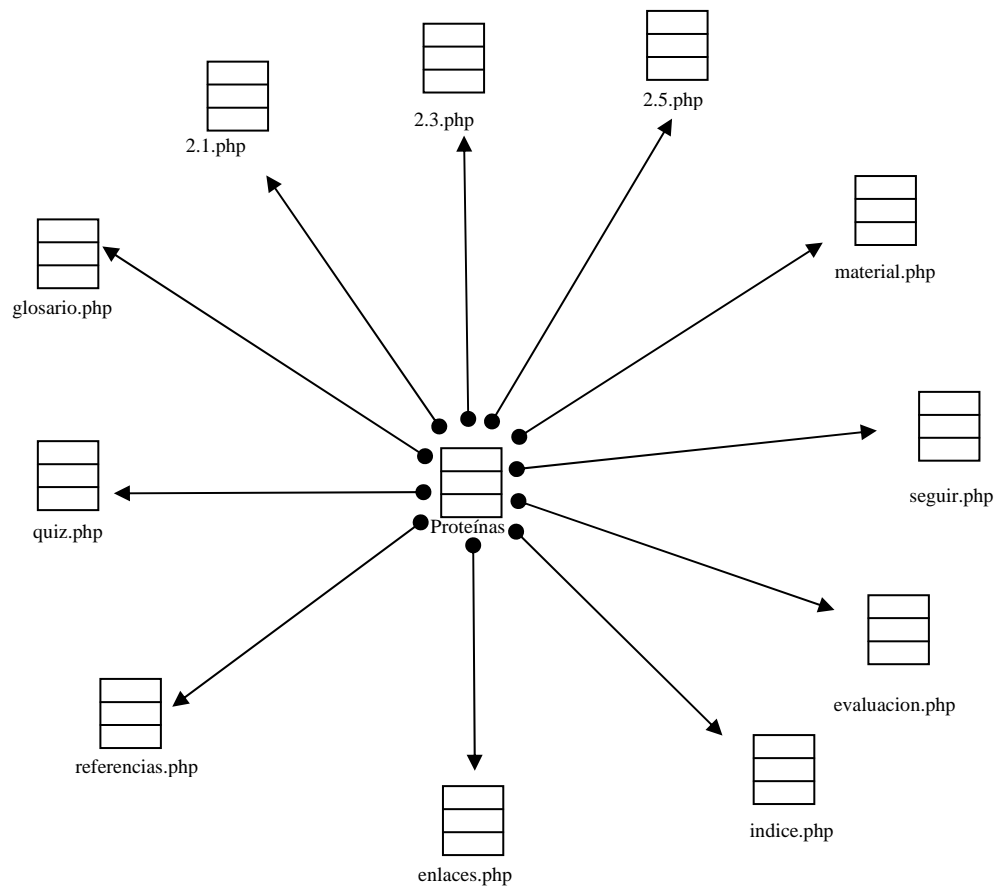 2.5.php
2.3.php
2.1.php
material.php
glosario.php
seguir.php
Proteínas
quiz.php
evaluacion.php
referencias.php
indice.php
enlaces.php